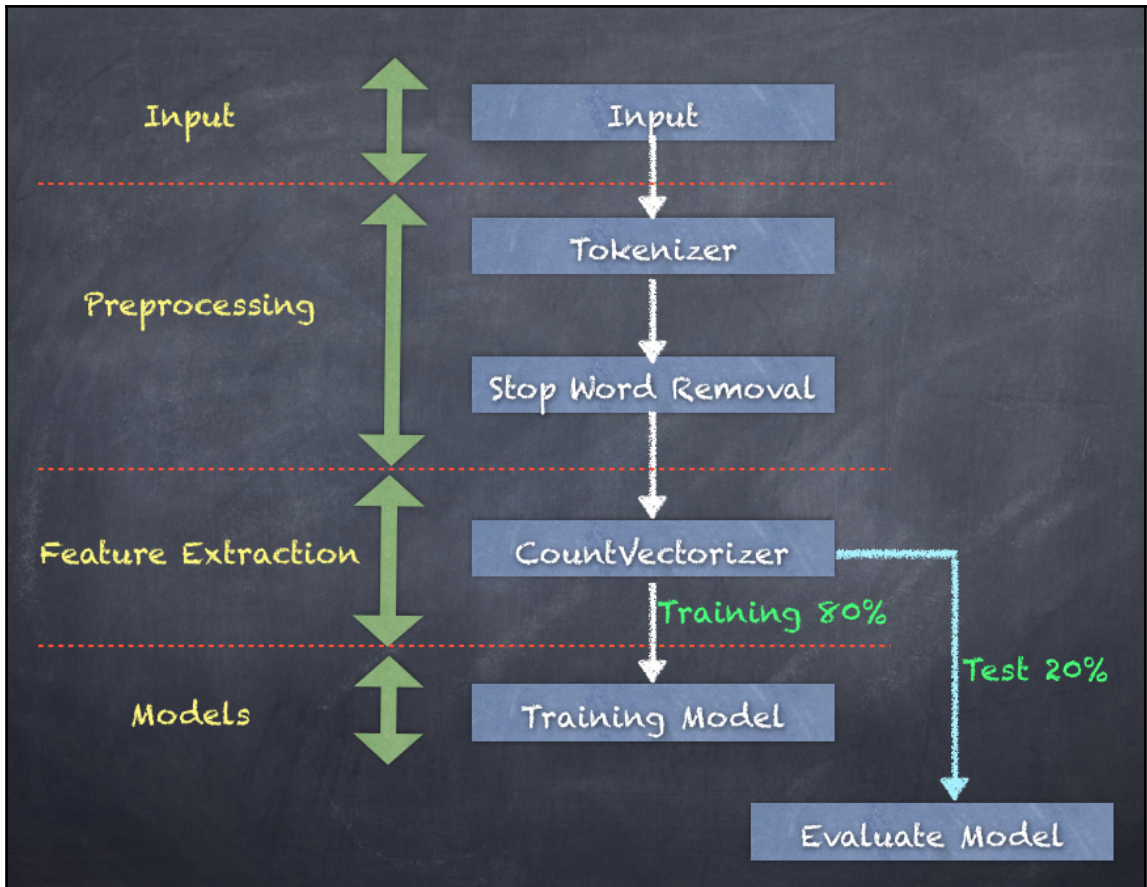 Input
Input
Tokenizer
Preprocessing
Stop Word Removal
Feature Extraction
CountVectorizer
Training 80%
Test 20%
Models
Training Model
Evaluate Model